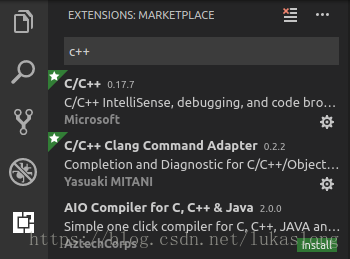 EXTENSIONS: MARKETPLACE
c++
C/C++ 0.17.7
C/C++ IntelliSense, debugging, and code bro...
Microsoft
C/C++ Clang Command Adapter 0.2.2
Completion and Diagnostic for C/C++/Object...
Yasuaki MITANI
AIO Compiler for C, C++ & Java 2.0.0
Simple one click compiler for C, C++, JAVA an...
https://blog.csdn.net/lukaslong
AztechCorps Install